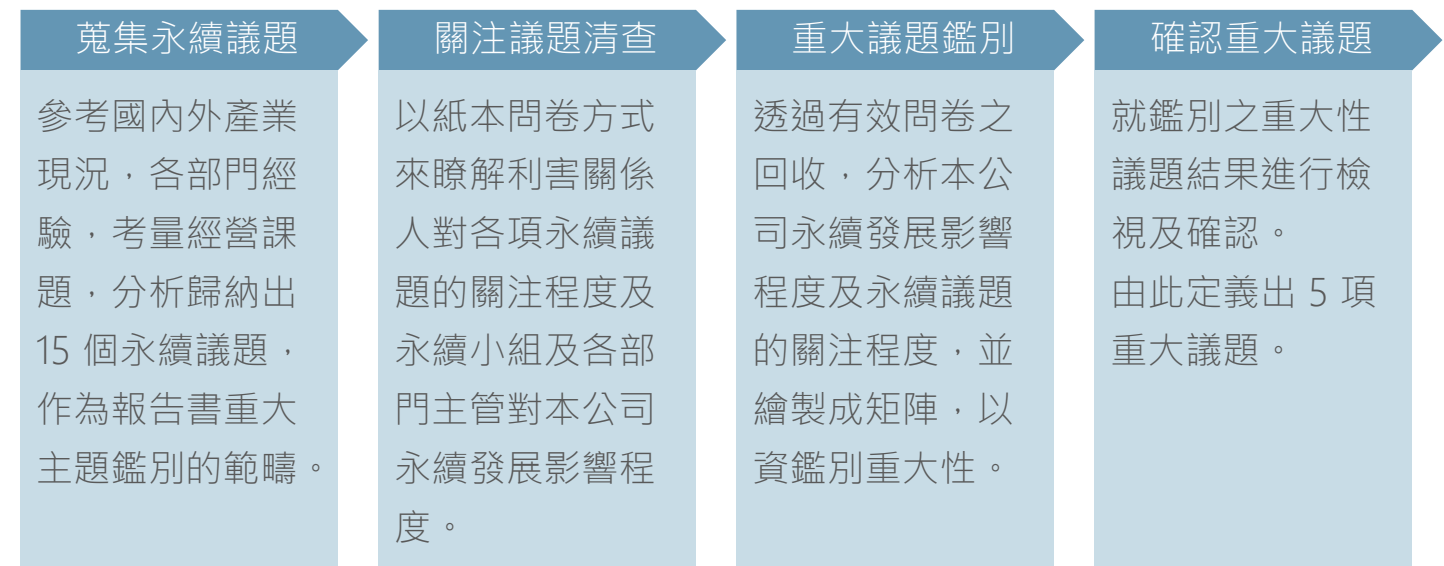 蒐集永續議題
參考國內外產業
現況，各部門經
驗，考量經營課
題，分析歸納出
15 個永續議題，
作為報告書重大
主題鑑別的範疇。
關注議題清查
以紙本問卷方式
來瞭解利害關係
人對各項永續議
題的關注程度及
永續小組及各部
門主管對本公司
永續發展影響程
度。
重大議題鑑別
透過有效問卷之
回收，分析本公
司永續發展影響
程度及永續議題
的關注程度，並
繪製成矩陣，以
資鑑別重大性。
確認重大議題
就鑑別之重大性
議題結果進行檢
視及確認。
由此定義出 5 項
重大議題。